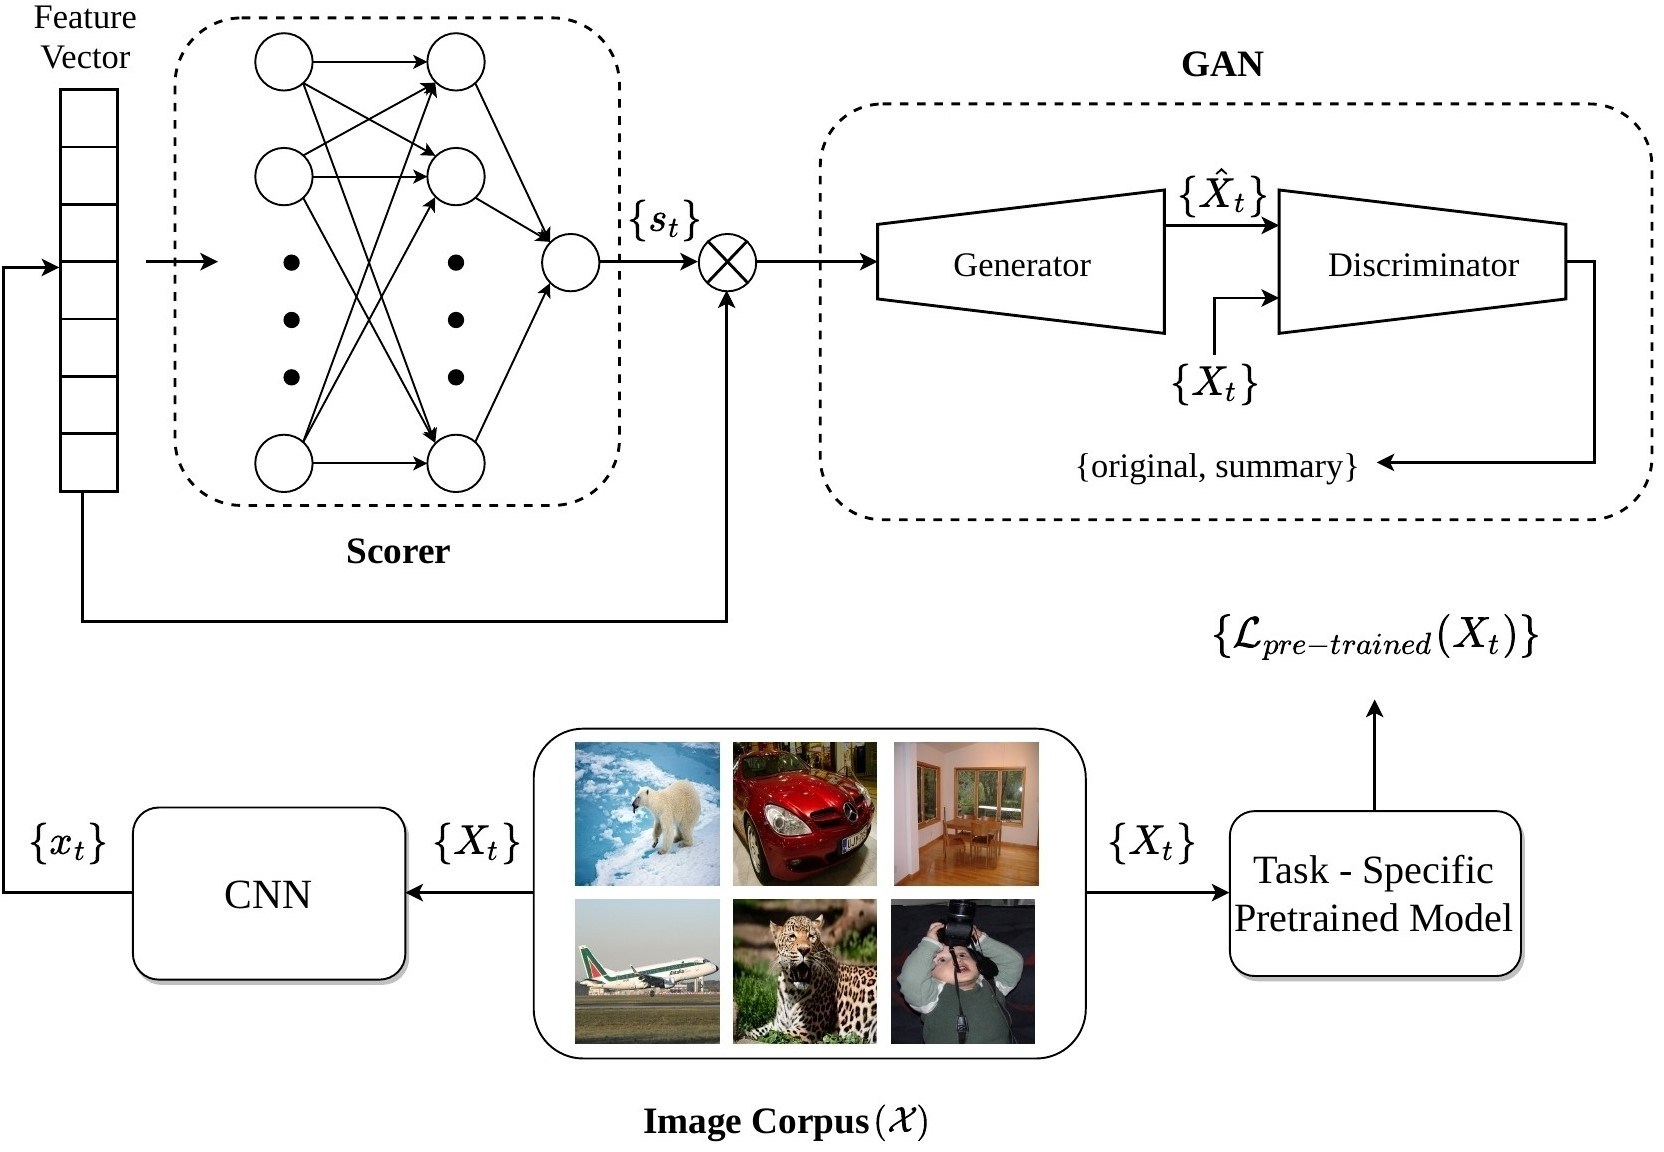 Feature
Vector
GAN
{s_t}
{X̂_t}
Generator
Discriminator
{X_t}
{original, summary}
Scorer
{ℒ_{pre−trained}(X_t)}
{x_t}
{X_t}
{X_t}
CNN
Task - Specific
Pretrained Model
Image Corpus(𝒳)